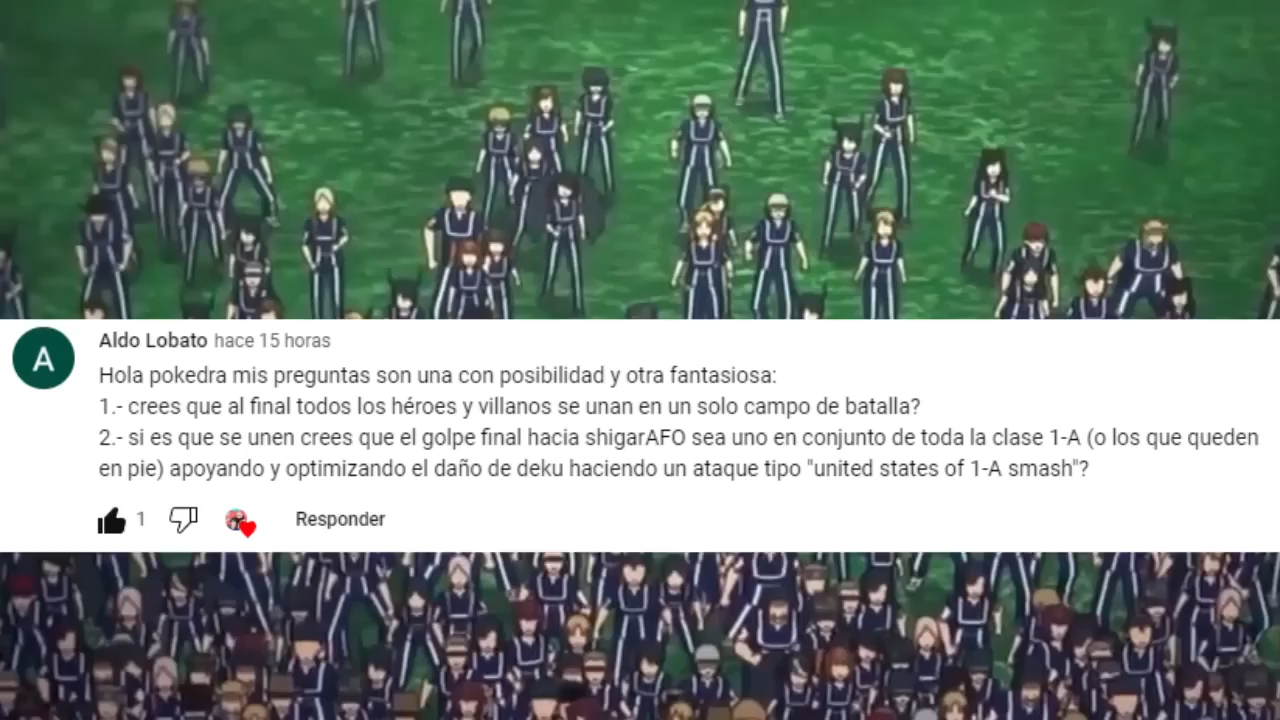 A
Aldo Lobato hace 15 horas
Hola pokedra mis preguntas son una con posibilidad y otra fantasiosa:
1.- crees que al final todos los héroes y villanos se unan en un solo campo de batalla?
2.- si es que se unen crees que el golpe final hacia shigarAFO sea uno en conjunto de toda la clase 1-A (o los que queden
en pie) apoyando y optimizando el daño de deku haciendo un ataque tipo "united states of 1-A smash"?
1 Responder